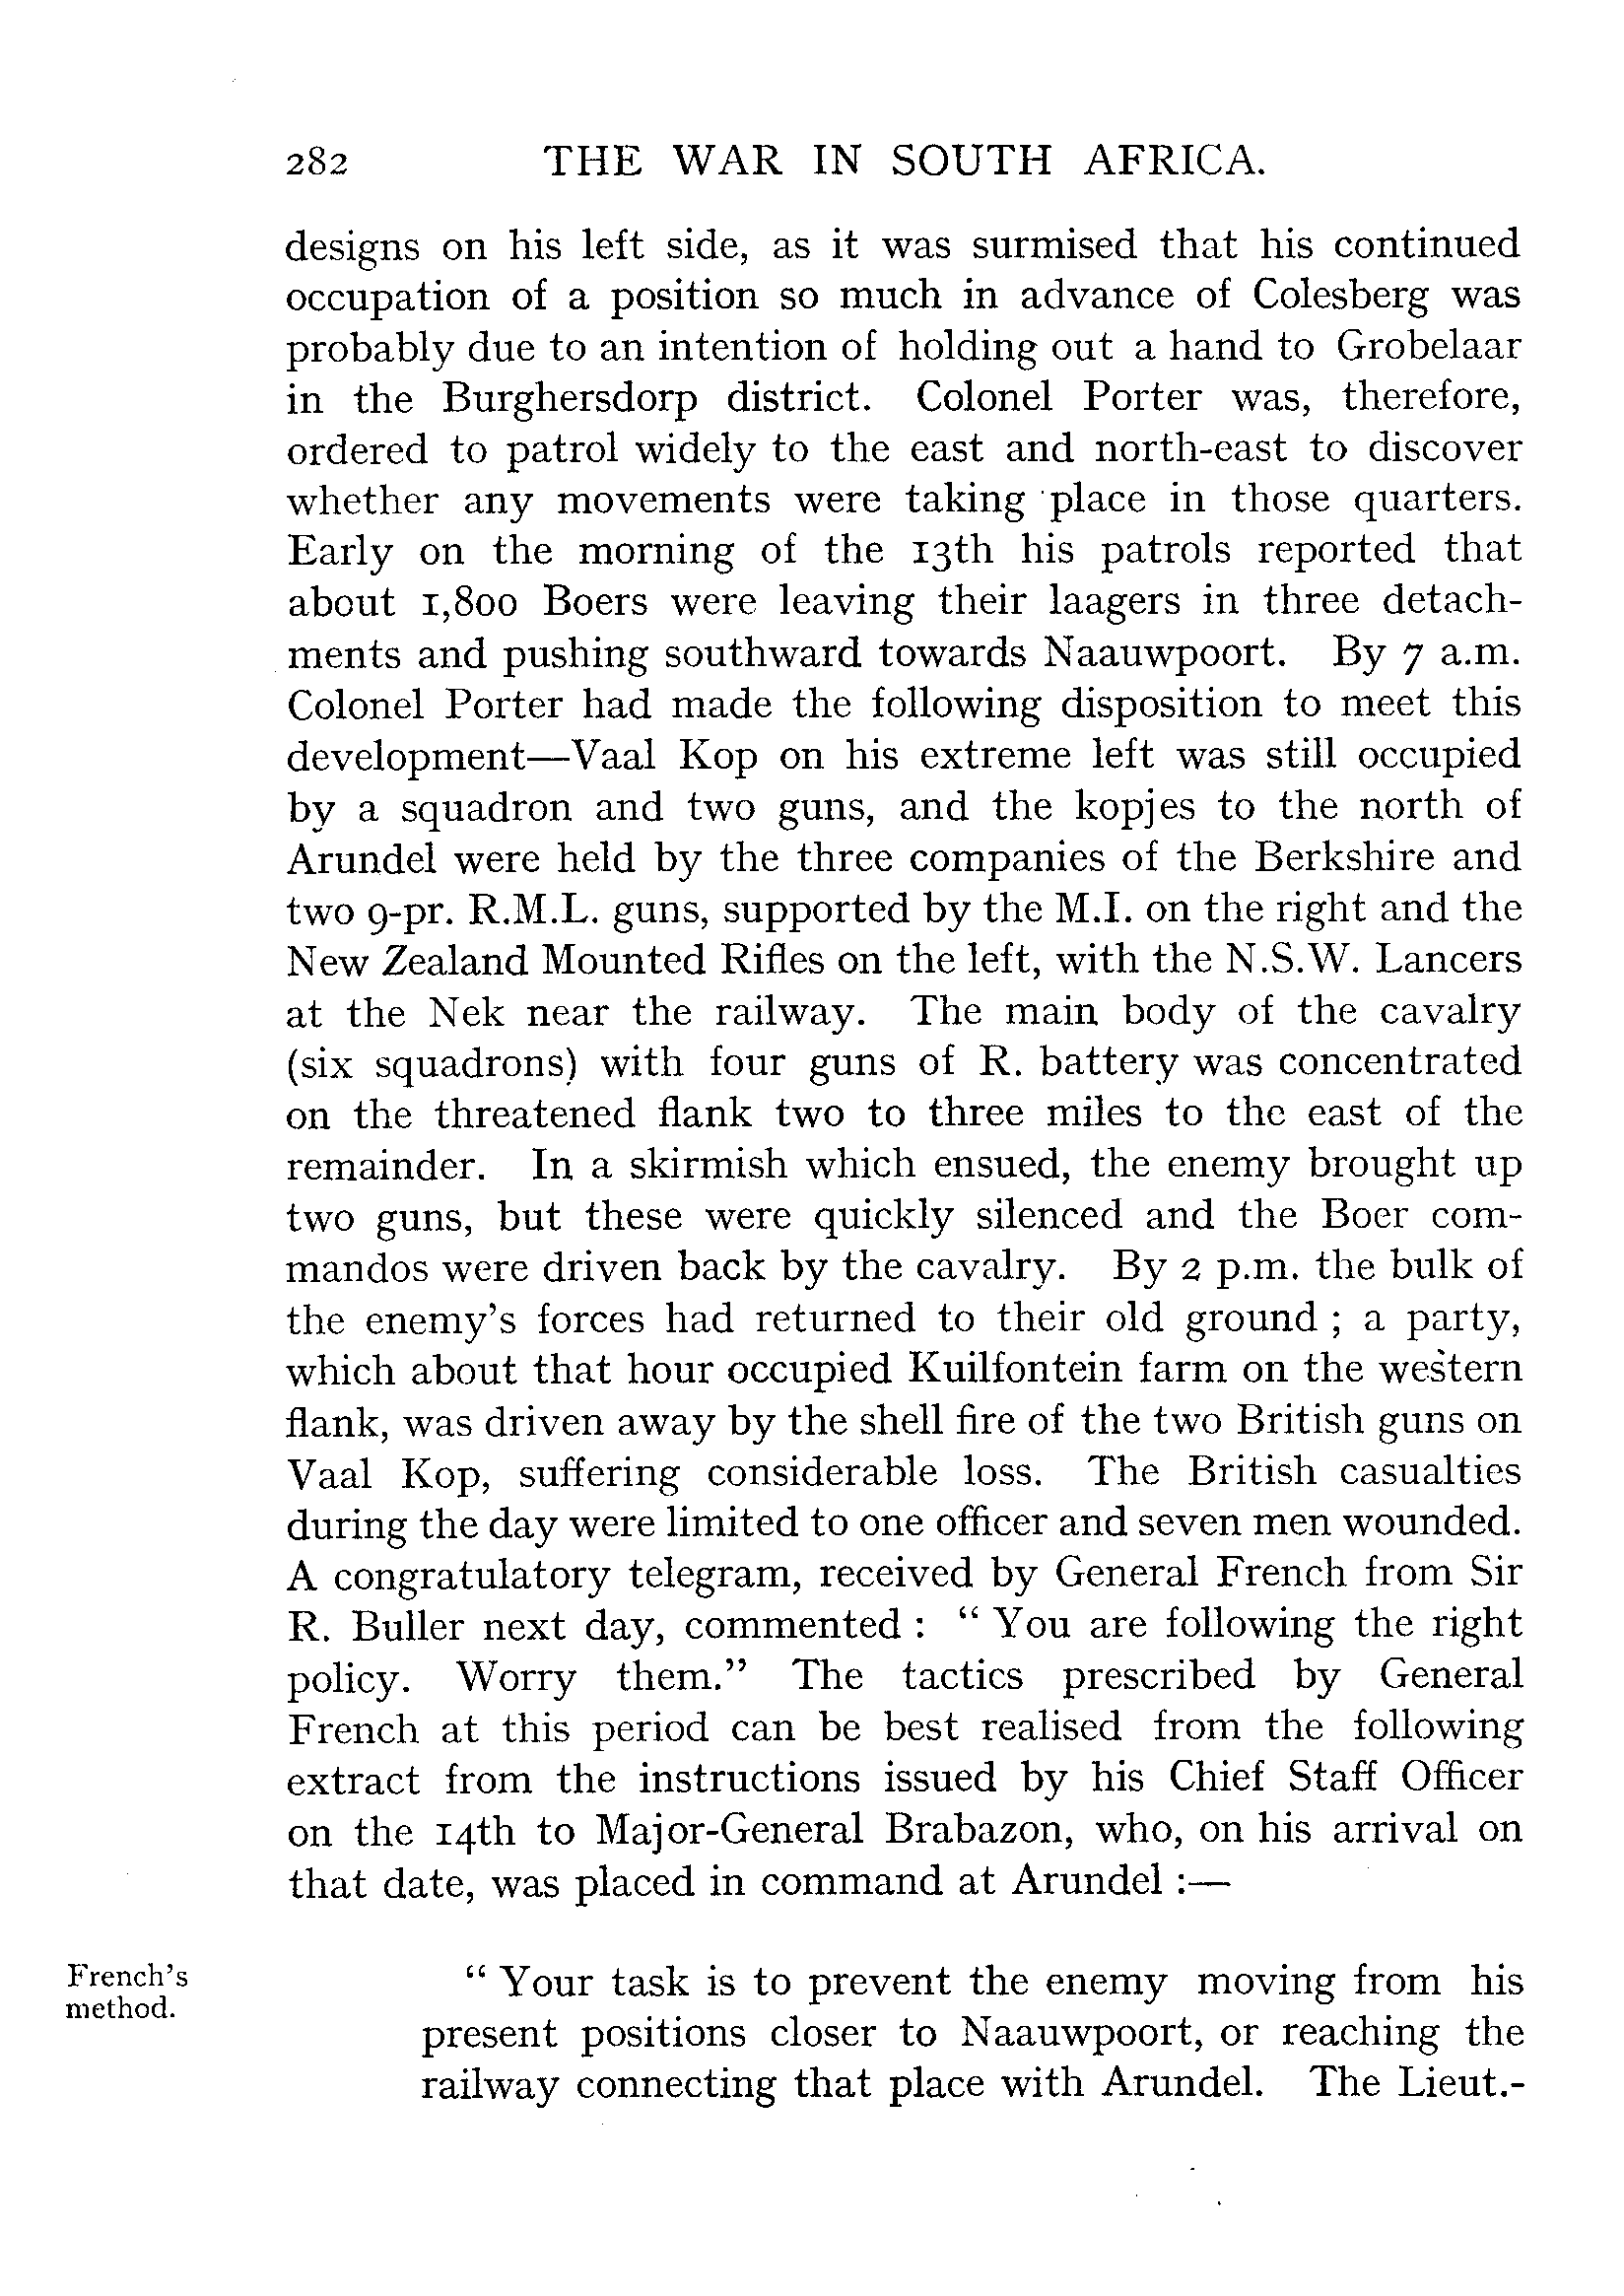 282 THE WAR IN SOUTH AFRICA.
designs on his left side, as it was surmised that his continued
occupation of a position so much in advance of Colesberg was
probably due to an intention of holding out a hand to Grobelaar
in the Burghersdorp district. Colonel Porter was, therefore,
ordered to patrol widely to the east and north-east to discover
whether any movements were taking place in those quarters.
Early on the morning of the 13th his patrols reported that
about 1,800 Boers were leaving their laagers in three detach-
ments and pushing southward towards Naauwpoort. By 7 a.m.
Colonel Porter had made the following disposition to meet this
development—Vaal Kop on his extreme left was still occupied
by a squadron and two guns, and the kopjes to the north of
Arundel were held by the three companies of the Berkshire and
two 9-pr. R.M.L. guns, supported by the M.I. on the right and the
New Zealand Mounted Rifles on the left, with the N.S.W. Lancers
at the Nek near the railway. The main body of the cavalry
(six squadrons) with four guns of R. battery was concentrated
on the threatened flank two to three miles to the east of the
remainder. In a skirmish which ensued, the enemy brought up
two guns, but these were quickly silenced and the Boer com-
mandos were driven back by the cavalry. By 2 p.m. the bulk of
the enemy's forces had returned to their old ground ; a party,
which about that hour occupied Kuilfontein farm on the western
flank, was driven away by the shell fire of the two British guns on
Vaal Kop, suffering considerable loss. The British casualties
during the day were limited to one officer and seven men wounded.
A congratulatory telegram, received by General French from Sir
R. Buller next day, commented : " You are following the right
policy. Worry them." The tactics prescribed by General
French at this period can be best realised from the following
extract from the instructions issued by his Chief Staff Officer
on the 14th to Major-General Brabazon, who, on his arrival on
that date, was placed in command at Arundel :—
French's
method.
" Your task is to prevent the enemy moving from his
present positions closer to Naauwpoort, or reaching the
railway connecting that place with Arundel. The Lieut.-